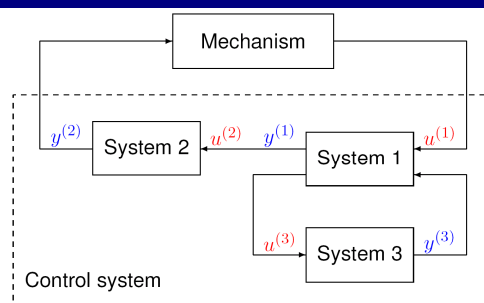 Mechanism
y^(2) System 2 u^(2) y^(1) System 1 u^(1)
u^(3) System 3 y^(3)
Control system